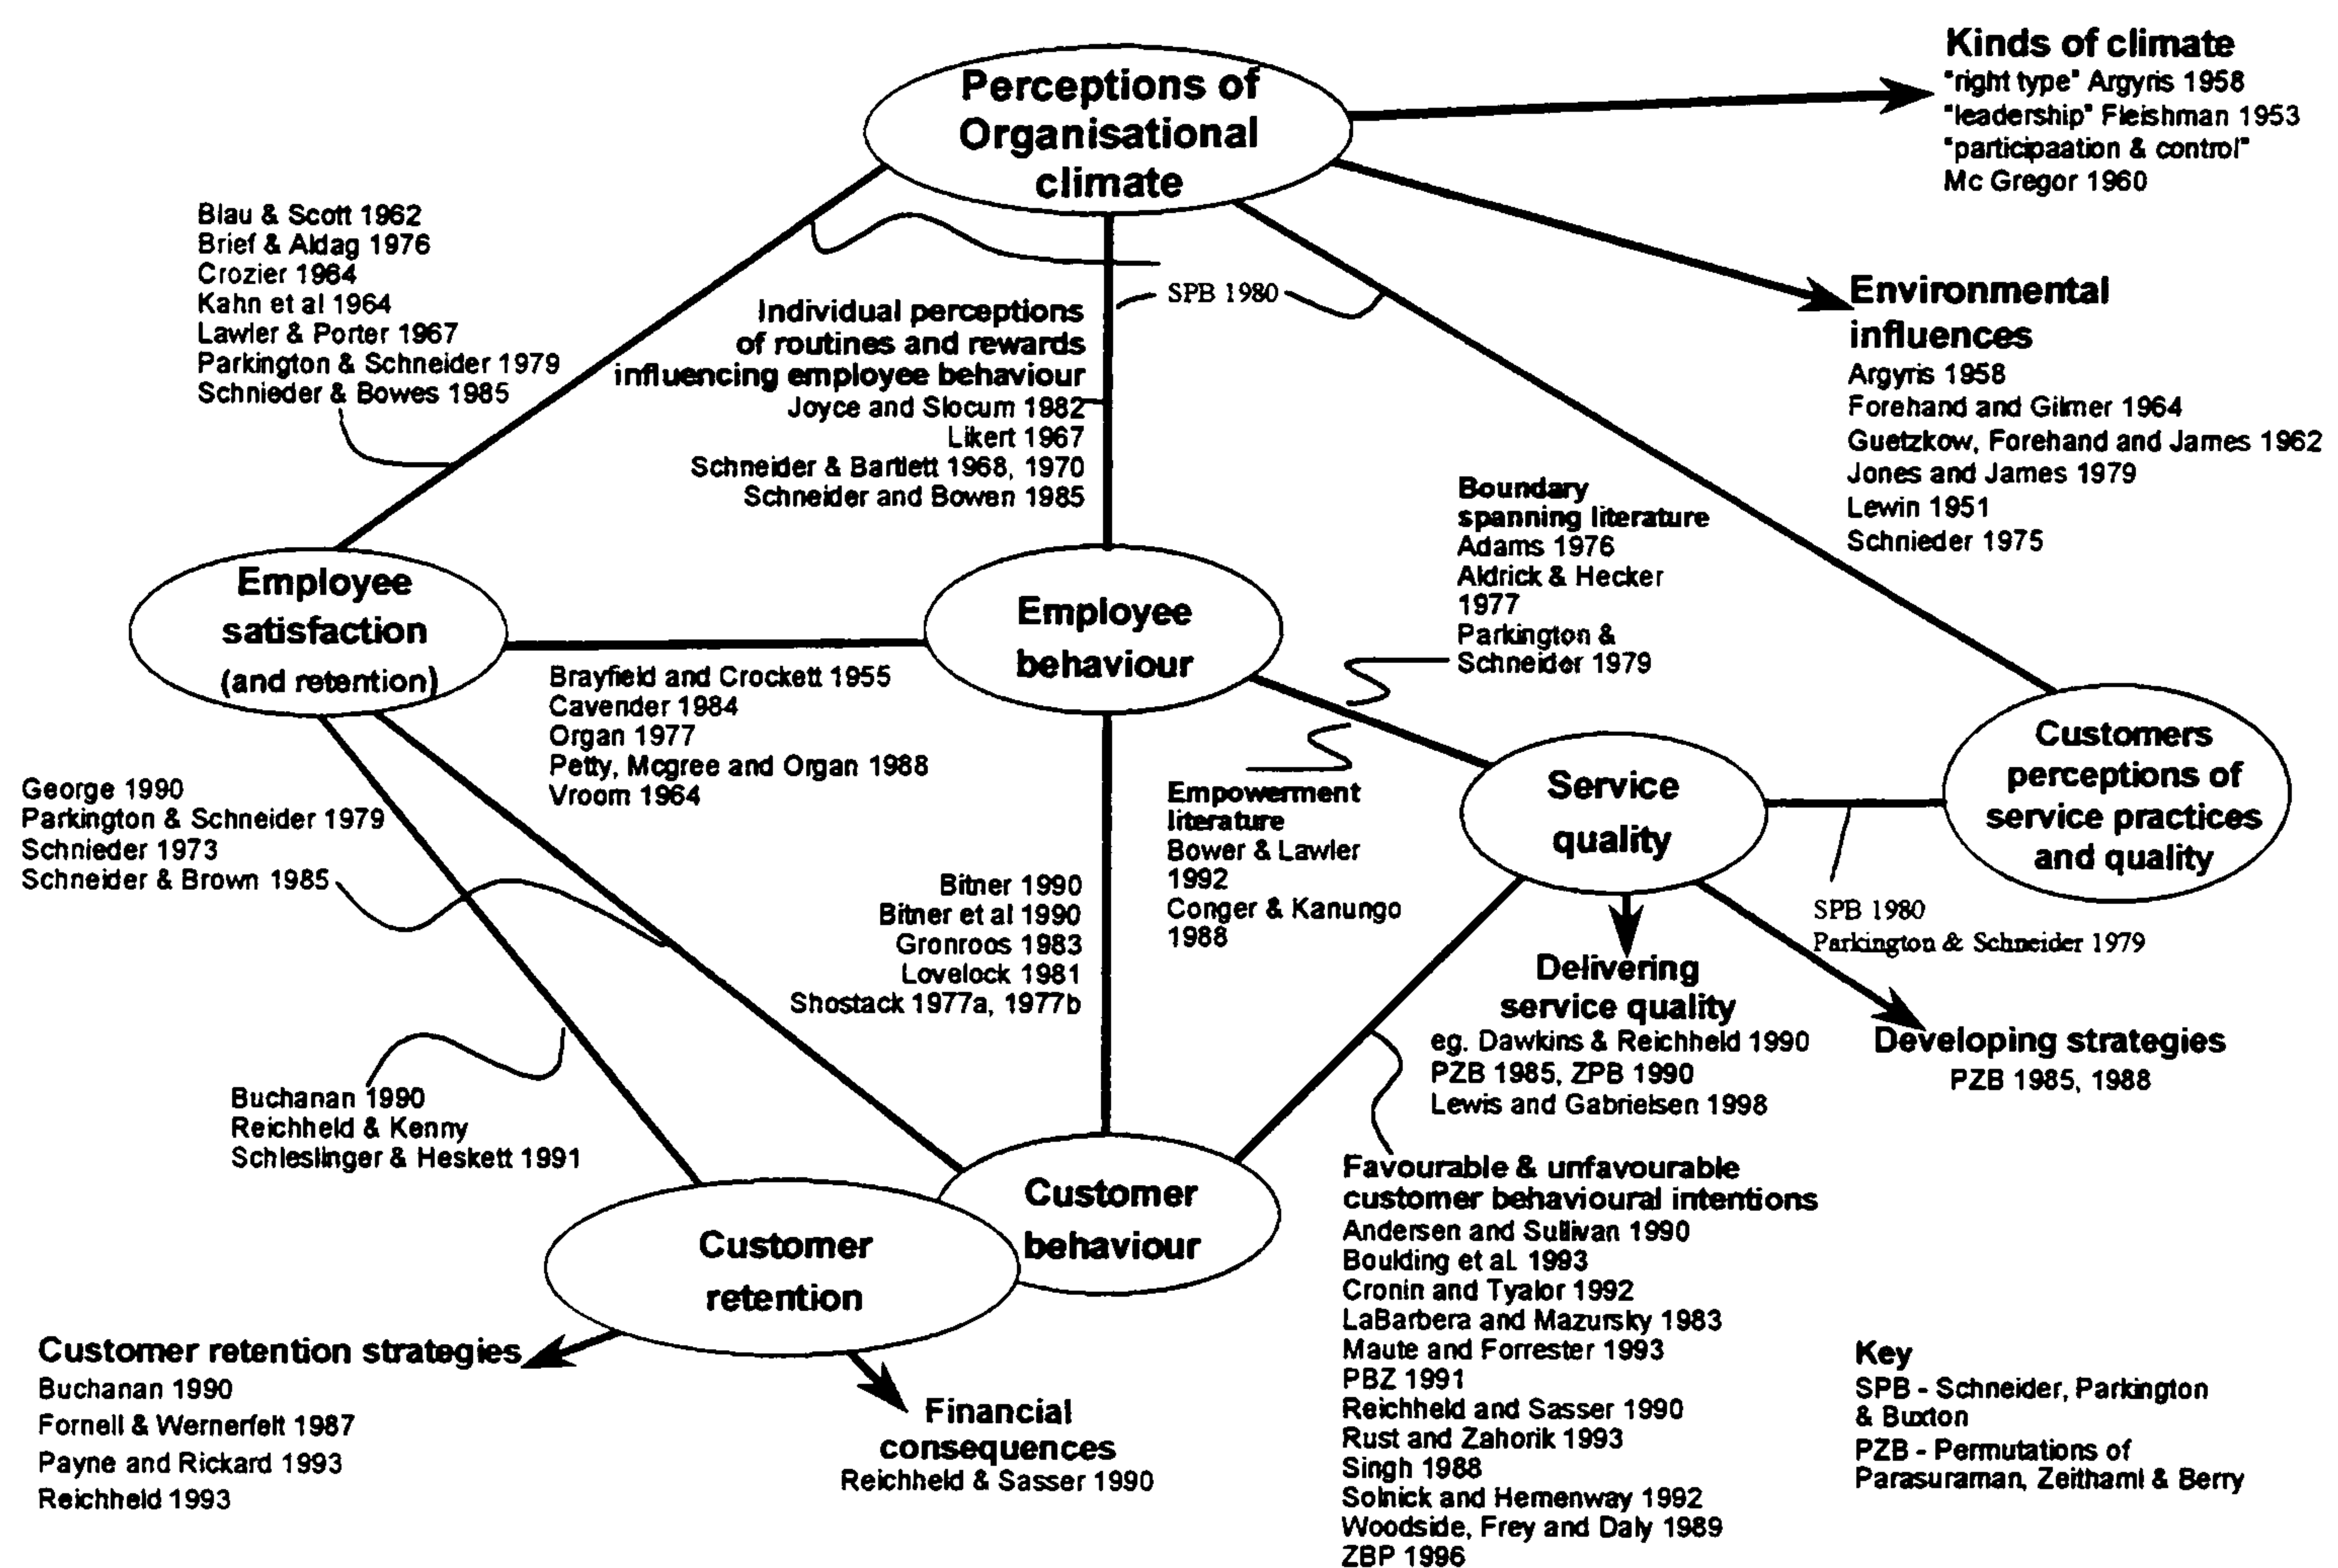 Perceptions of
Organisational
climate
Kinds of climate
"right type" Argyris 1958
"leadership" Fleishman 1953
"participaation & control"
Mc Gregor 1960
Environmental
influences
Argyris 1958
Forehand and Gilmer 1964
Guetzkow, Forehand and James 1962
Jones and James 1979
Lewin 1951
Schnieder 1975
Blau & Scott 1962
Brief & Aldag 1976
Crozier 1964
Kahn et al 1964
Lawler & Porter 1967
Parkington & Schneider 1979
Schnieder & Bowes 1985
SPB 1980
Individual perceptions
of routines and rewards
influencing employee behaviour
Joyce and Slocum 1982
Likert 1967
Schneider & Bartlett 1968, 1970
Schneider and Bowen 1985
Boundary
spanning literature
Adams 1976
Aldrick & Hecker
1977
Parkington &
Schneider 1979
Employee
satisfaction
(and retention)
Employee
behaviour
Brayfield and Crockett 1955
Cavender 1984
Organ 1977
Petty, Mcgree and Organ 1988
Vroom 1964
Service
quality
Customers
perceptions of
service practices
and quality
George 1990
Parkington & Schneider 1979
Schnieder 1973
Schneider & Brown 1985
Empowerment
literature
Bower & Lawler
1992
Conger & Kanungo
1988
Bitner 1990
Bitner et al 1990
Gronroos 1983
Lovelock 1981
Shostack 1977a, 1977b
SPB 1980
Parkington & Schneider 1979
Delivering
service quality
eg. Dawkins & Reichheld 1990
PZB 1985, ZPB 1990
Lewis and Gabrielsen 1998
Developing strategies
PZB 1985, 1988
Buchanan 1990
Reichheld & Kenny
Schleslinger & Heskett 1991
Customer
behaviour
Customer
retention
Favourable & unfavourable
customer behavioural intentions
Andersen and Sullivan 1990
Boulding et al. 1993
Cronin and Tyalor 1992
LaBarbera and Mazursky 1983
Maute and Forrester 1993
PBZ 1991
Reichheld and Sasser 1990
Rust and Zahorik 1993
Singh 1988
Solnick and Hemenway 1992
Woodside, Frey and Daly 1989
ZBP 1996
Customer retention strategies
Buchanan 1990
Fornell & Wernerfelt 1987
Payne and Rickard 1993
Reichheld 1993
Financial
consequences
Reichheld & Sasser 1990
Key
SPB - Schneider, Parkington
& Buxton
PZB - Permutations of
Parasuraman, Zeithaml & Berry